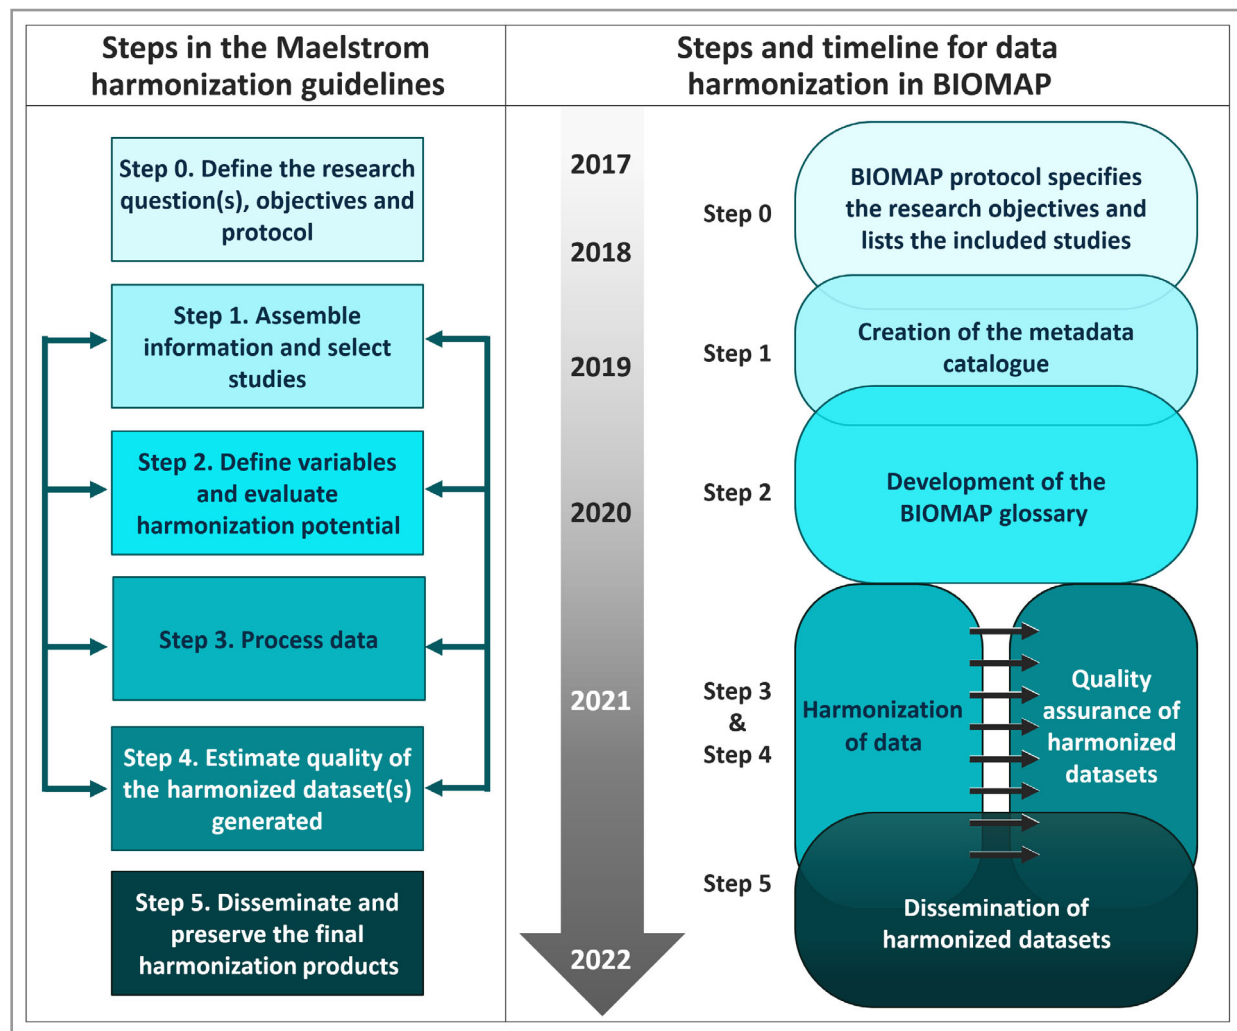 Steps in the Maelstrom
harmonization guidelines
Step 0. Define the research
question(s), objectives and
protocol
Step 1. Assemble
information and select
studies
Step 2. Define variables
and evaluate
harmonization potential
Step 3. Process data
Step 4. Estimate quality of
the harmonized dataset(s)
generated
Step 5. Disseminate and
preserve the final
harmonization products
Steps and timeline for data
harmonization in BIOMAP
2017
2018
2019
2020
2021
2022
Step 0
BIOMAP protocol specifies
the research objectives and
lists the included studies
Step 1
Creation of the metadata
catalogue
Step 2
Development of the
BIOMAP glossary
Step 3
&
Step 4
Harmonization
of data
Quality
assurance of
harmonized
datasets
Step 5
Dissemination of
harmonized datasets